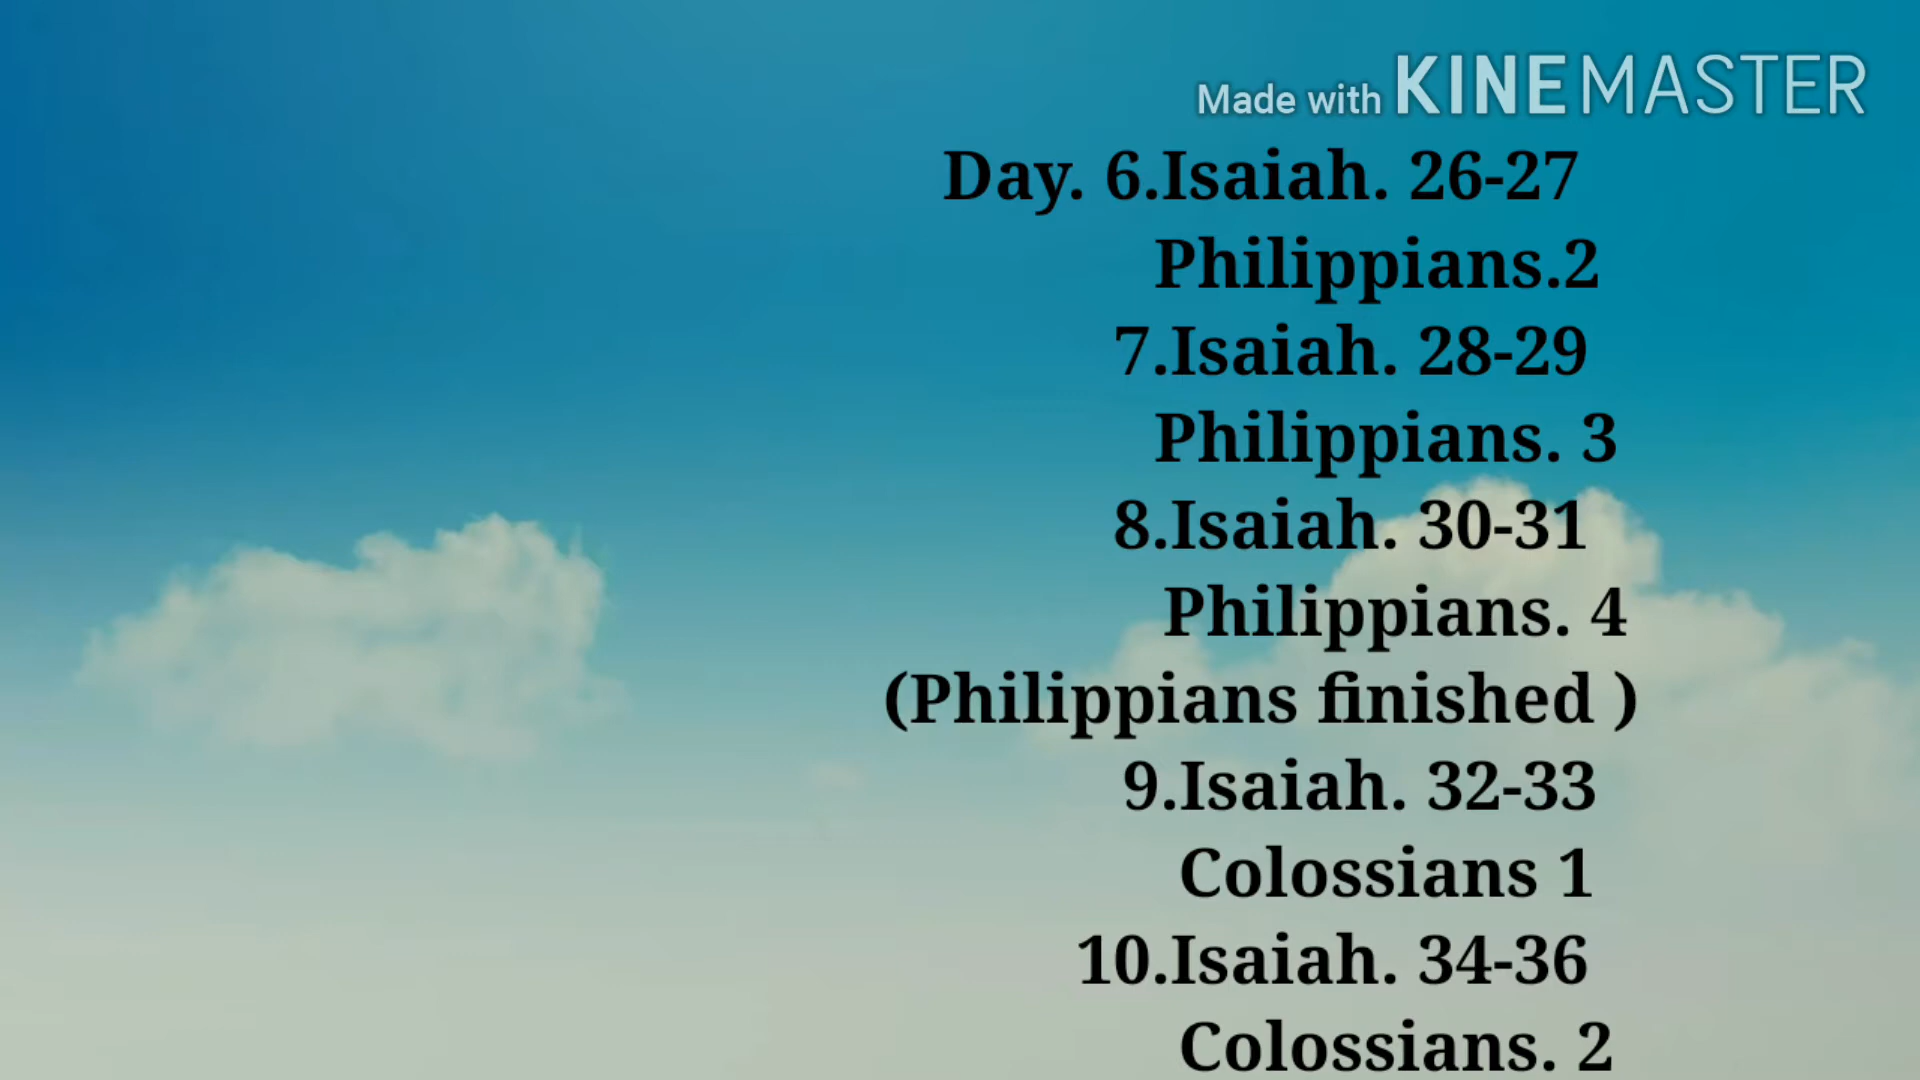 Made with KINEMASTER
Day. 6.Isaiah. 26-27
Philippians.2
7.Isaiah. 28-29
Philippians. 3
8.Isaiah. 30-31
Philippians. 4
(Philippians finished )
9.Isaiah. 32-33
Colossians 1
10.Isaiah. 34-36
Colossians. 2